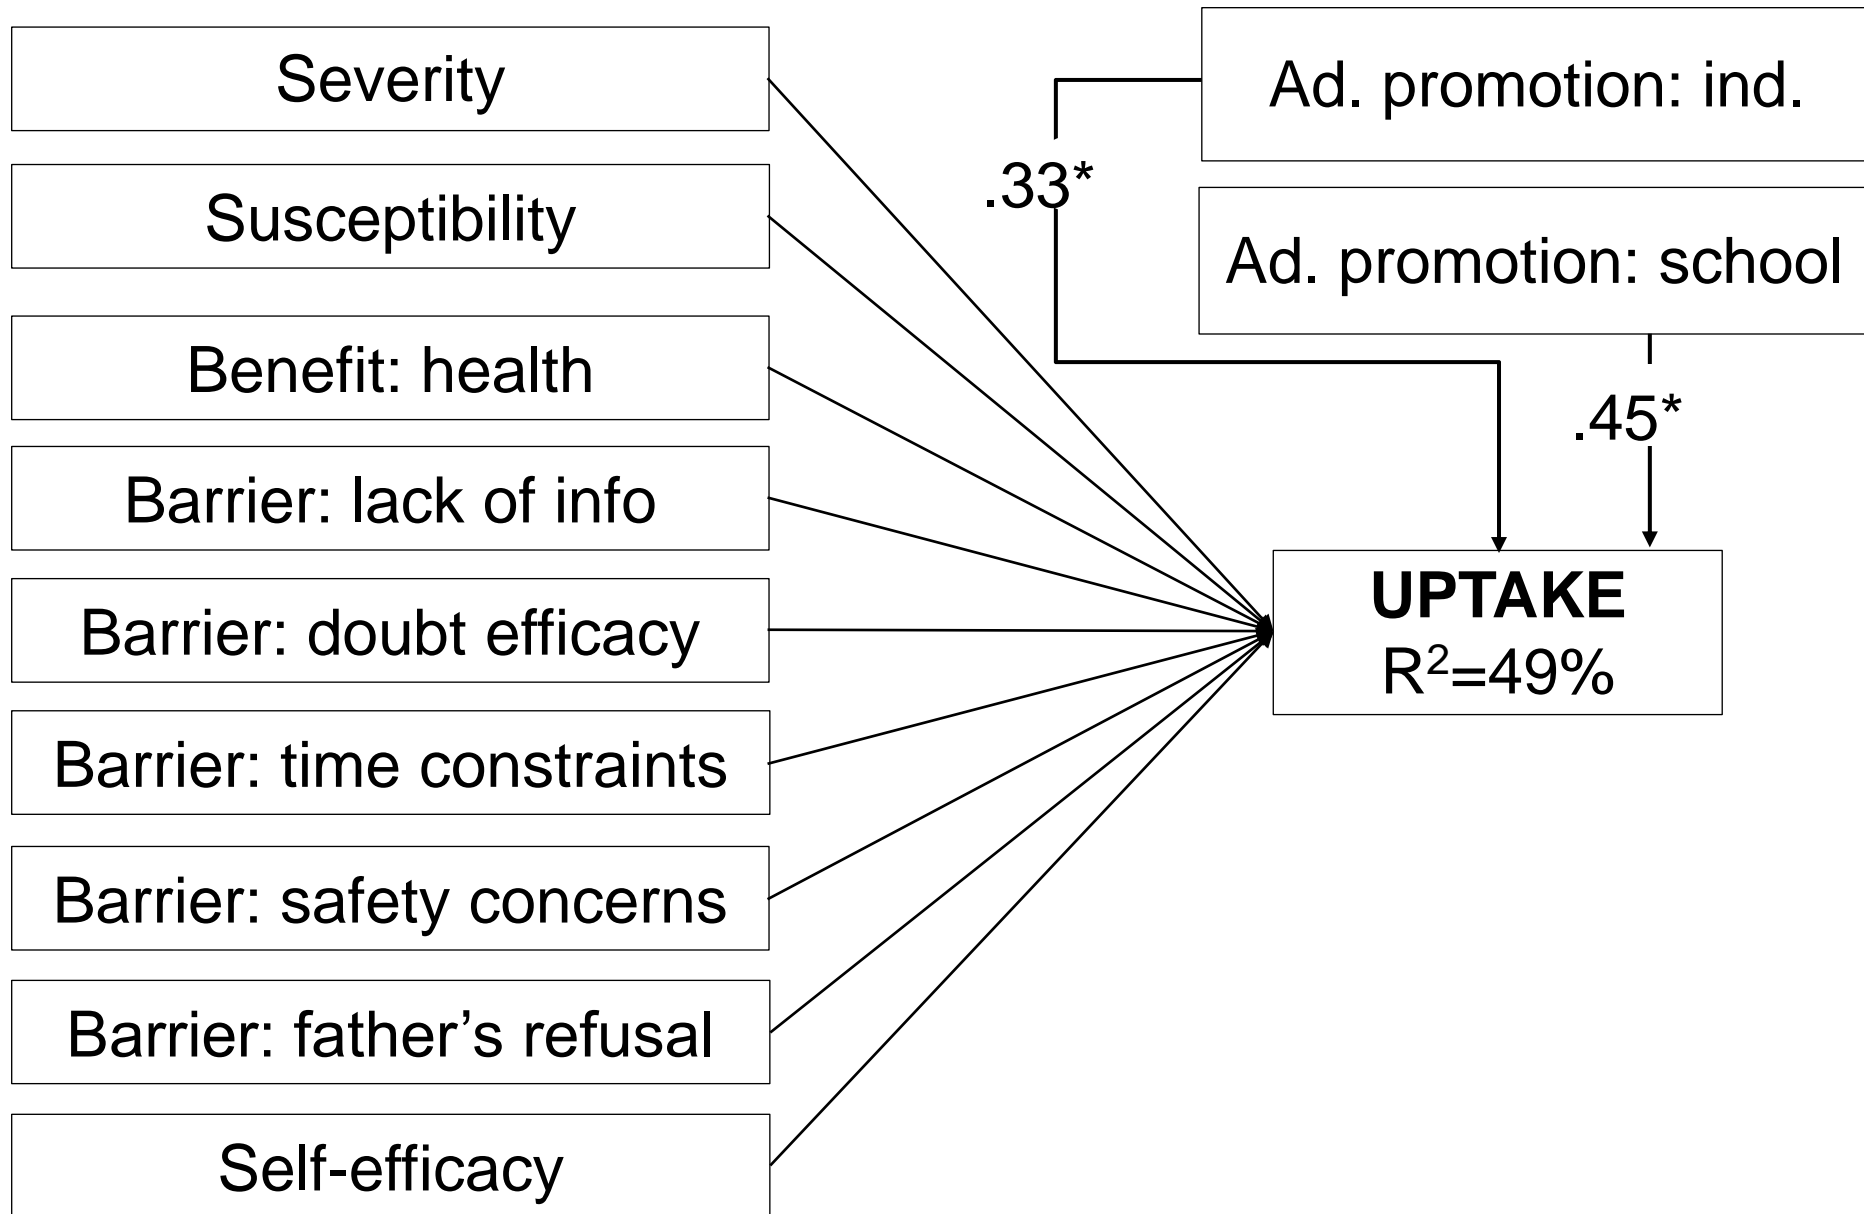 Severity
Susceptibility
Benefit: health
Barrier: lack of info
Barrier: doubt efficacy
Barrier: time constraints
Barrier: safety concerns
Barrier: father’s refusal
Self-efficacy
Ad. promotion: ind.
.33*
Ad. promotion: school
.45*
UPTAKE
R²=49%